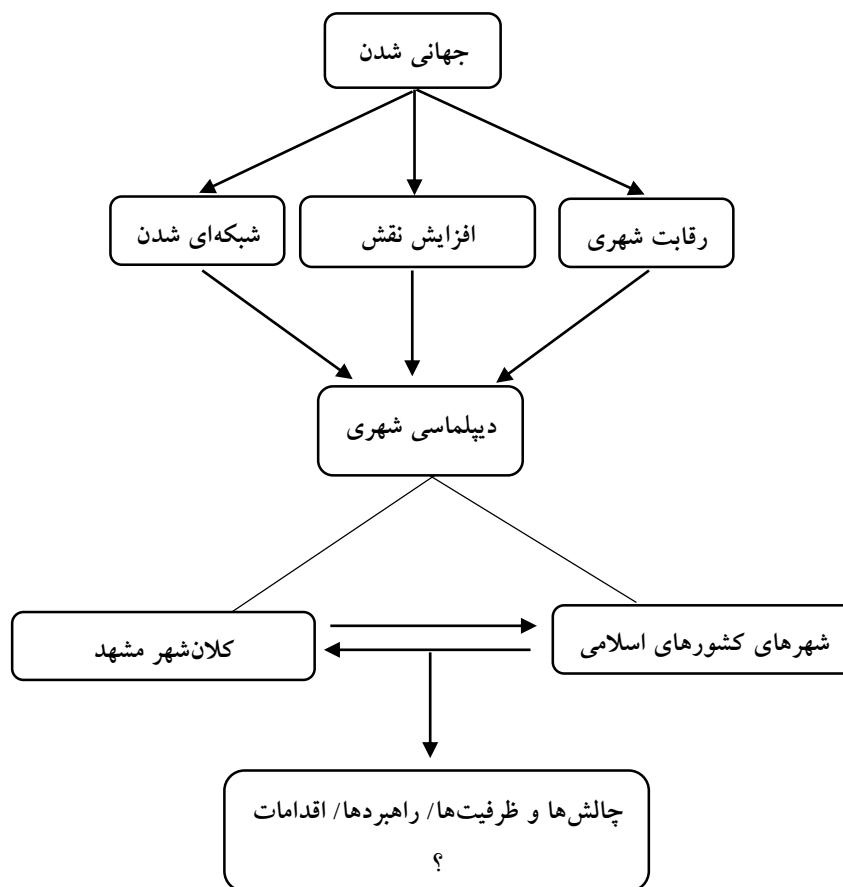 جهانی شدن
رقابت شهری
افزایش نقش
شبکه‌ای شدن
دیپلماسی شهری
شهرهای کشورهای اسلامی
کلان‌شهر مشهد
چالش‌ها و ظرفیت‌ها/ راهبردها/ اقدامات
؟